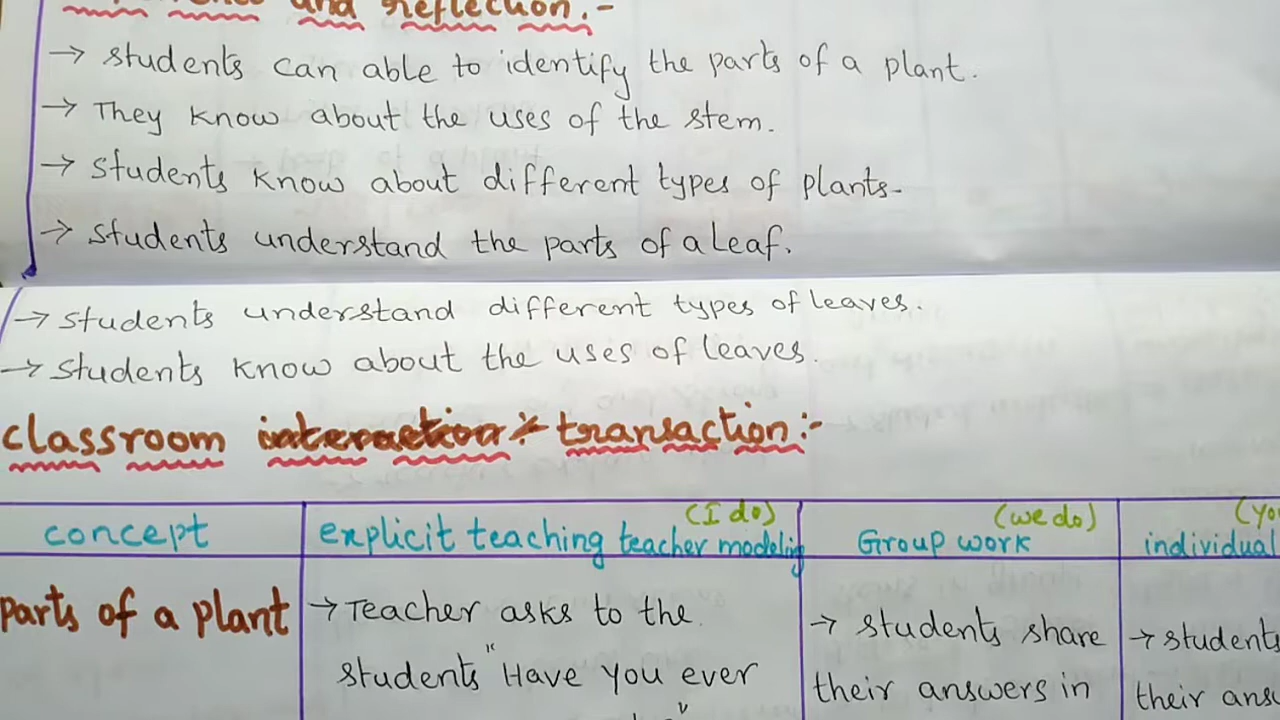 and reflection:-
→ students can able to identify the parts of a plant.
→ They know about the uses of the stem.
→ students know about different types of plants.
→ students understand the parts of a leaf.
→ students understand different types of leaves.
→ students know about the uses of leaves.
classroom interaction:- transaction:-
concept
explicit teaching teacher modeling (I do)
Group work (we do)
individual
parts of a plant
→ Teacher asks to the
students "Have you ever
→ students share
their answers in
→ students
their